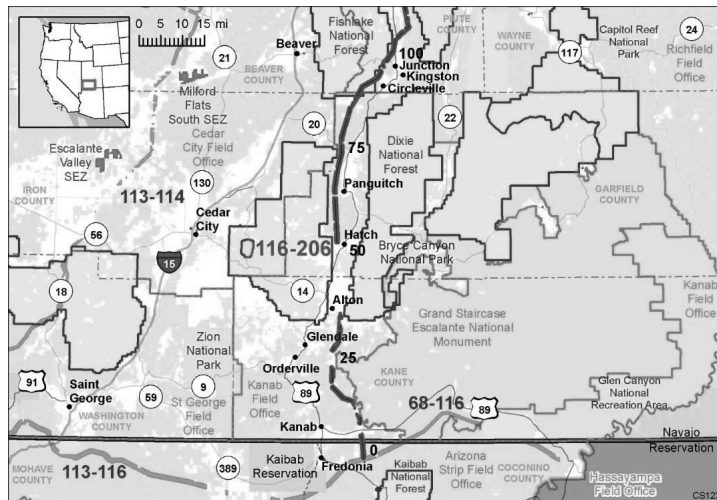 0 5 10 15 mi
Fishlake
National
Forest
PIUTE
COUNTY
WAYNE
COUNTY
Capitol Reef
National
Park
24
Richfield
Field
Office
Beaver
21
BEAVER
COUNTY
100
Junction
Kingston
Circleville
117
Milford
Flats
South SEZ
Cedar
City Field
Office
20
22
Escalante
Valley
SEZ
75
Dixie
National
Forest
IRON
COUNTY
113-114
130
Panguitch
GARFIELD
COUNTY
56
Cedar
City
116-206
Hatch
50
Bryce Canyon
National Park
15
18
14
Alton
Kanab
Field
Office
Grand Staircase
Escalante National
Monument
Zion
National
Park
Glendale
25
Orderville
KANE
COUNTY
91
Saint
George
59
9
Kanab
Field
Office
89
68-116
89
Glen Canyon
National
Recreation Area
WASHINGTON
COUNTY
St George
Field
Office
Kanab
0
Navajo
Reservation
MOHAVE
COUNTY
113-116
389
Kaibab
Reservation
Fredonia
Kaibab
National
Forest
Arizona
Strip Field
Office
COCONINO
COUNTY
Hassayampa
Field Office
CS12